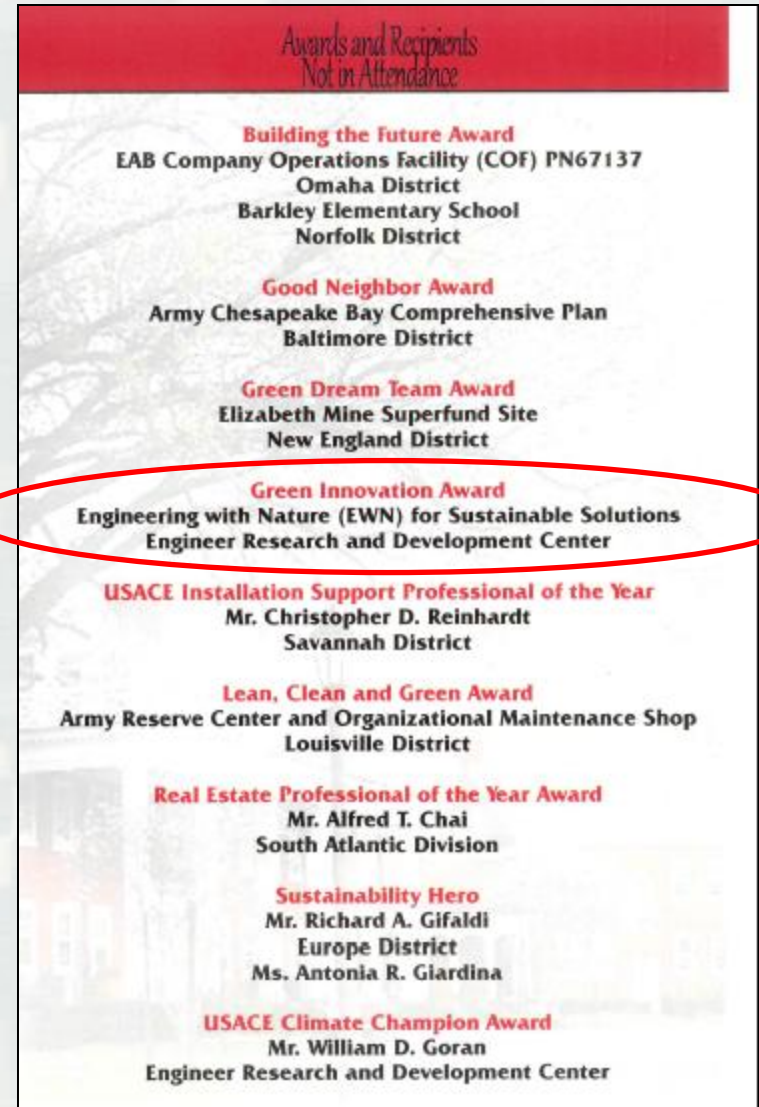 Awards and Recipients
Not in Attendance
Building the Future Award
EAB Company Operations Facility (COF) PN67137
Omaha District
Barkley Elementary School
Norfolk District
Good Neighbor Award
Army Chesapeake Bay Comprehensive Plan
Baltimore District
Green Dream Team Award
Elizabeth Mine Superfund Site
New England District
Green Innovation Award
Engineering with Nature (EWN) for Sustainable Solutions
Engineer Research and Development Center
USACE Installation Support Professional of the Year
Mr. Christopher D. Reinhardt
Savannah District
Lean, Clean and Green Award
Army Reserve Center and Organizational Maintenance Shop
Louisville District
Real Estate Professional of the Year Award
Mr. Alfred T. Chai
South Atlantic Division
Sustainability Hero
Mr. Richard A. Gifaldi
Europe District
Ms. Antonia R. Giardina
USACE Climate Champion Award
Mr. William D. Goran
Engineer Research and Development Center